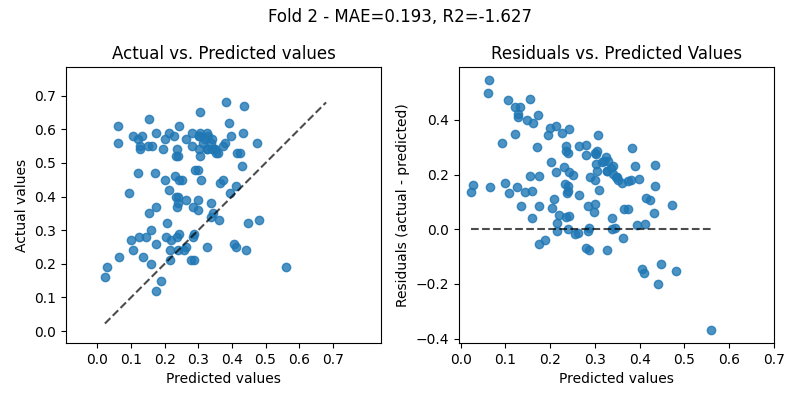 Fold 2 - MAE=0.193, R2=-1.627
Actual vs. Predicted values
Actual values
0.7
0.6
0.5
0.4
0.3
0.2
0.1
0.0
0.0 0.1 0.2 0.3 0.4 0.5 0.6 0.7
Predicted values
Residuals vs. Predicted Values
Residuals (actual - predicted)
0.4
0.2
0.0
−0.2
−0.4
0.0 0.1 0.2 0.3 0.4 0.5 0.6 0.7
Predicted values